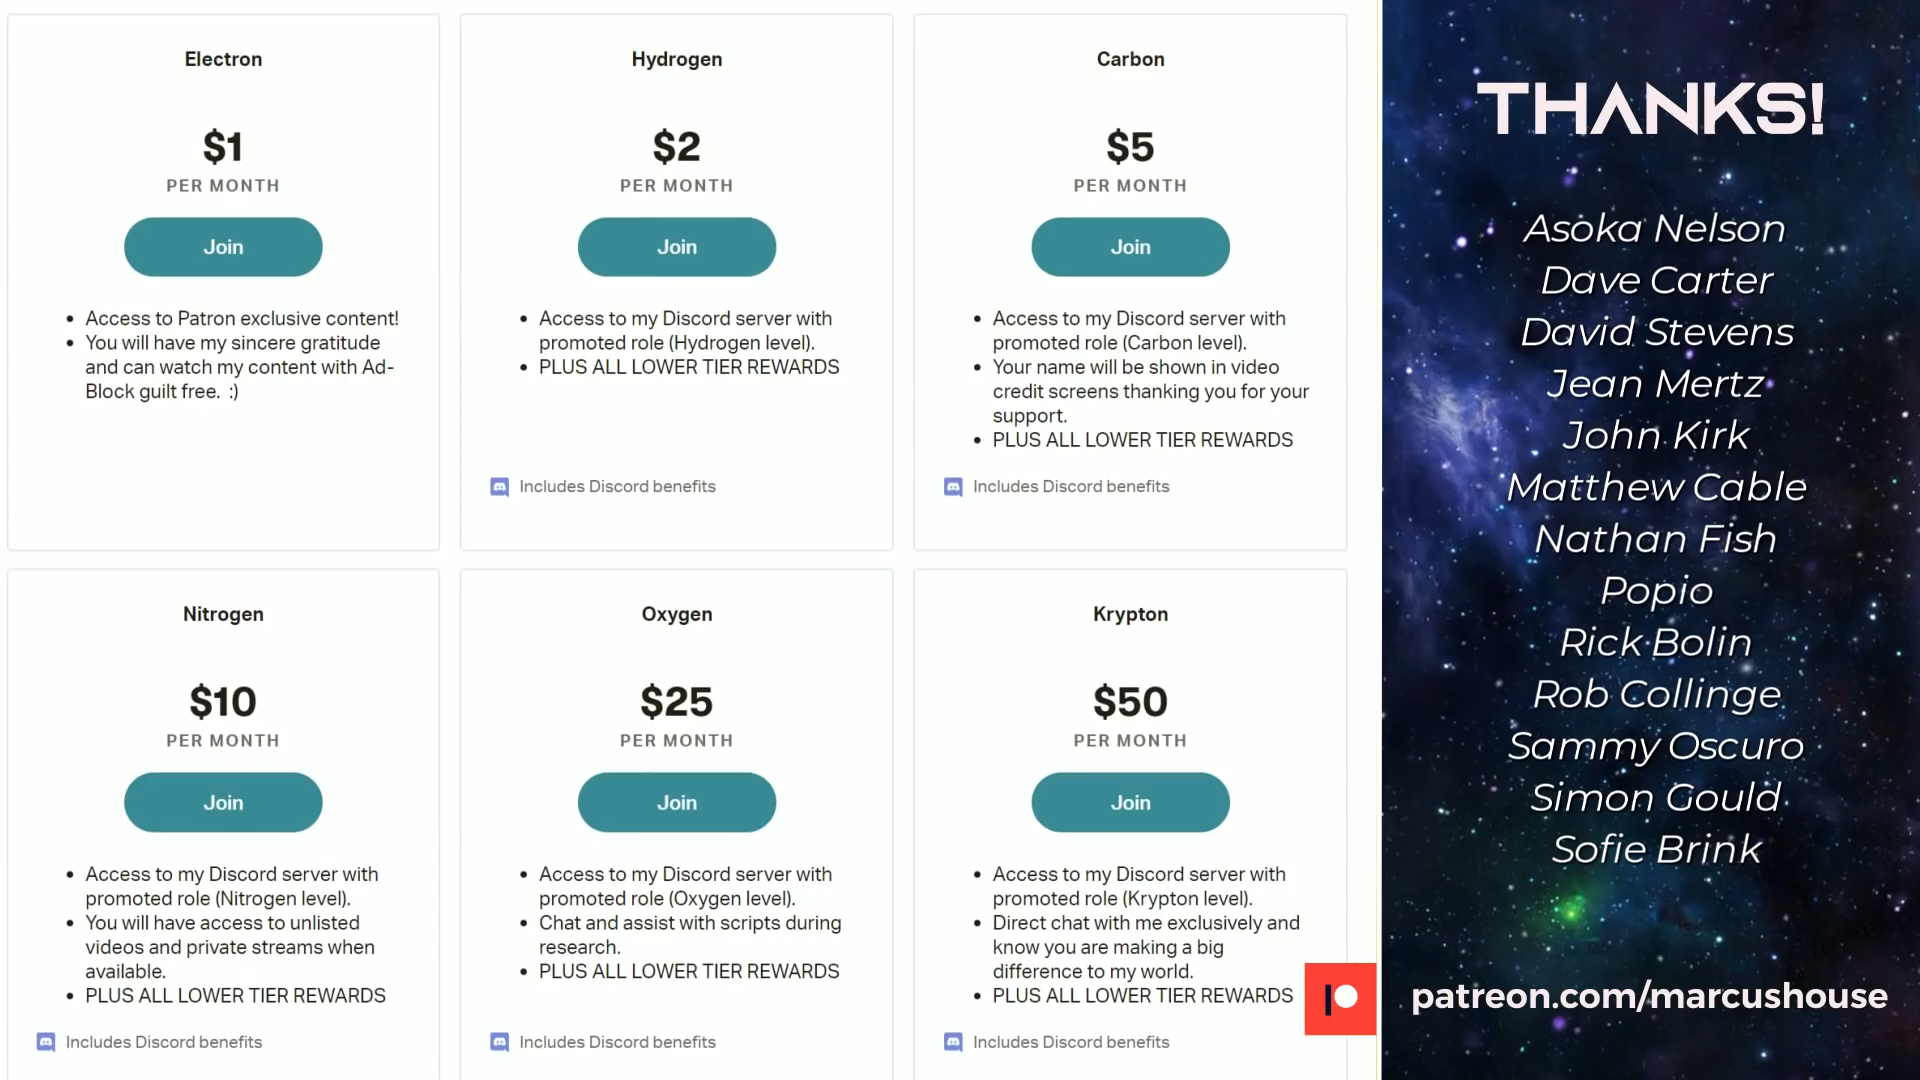 Electron
$1
PER MONTH
Join
• Access to Patron exclusive content!
• You will have my sincere gratitude
and can watch my content with Ad-
Block guilt free.  :)
Hydrogen
$2
PER MONTH
Join
• Access to my Discord server with
promoted role (Hydrogen level).
• PLUS ALL LOWER TIER REWARDS
Includes Discord benefits
Carbon
$5
PER MONTH
Join
• Access to my Discord server with
promoted role (Carbon level).
• Your name will be shown in video
credit screens thanking you for your
support.
• PLUS ALL LOWER TIER REWARDS
Includes Discord benefits
Nitrogen
$10
PER MONTH
Join
• Access to my Discord server with
promoted role (Nitrogen level).
• You will have access to unlisted
videos and private streams when
available.
• PLUS ALL LOWER TIER REWARDS
Includes Discord benefits
Oxygen
$25
PER MONTH
Join
• Access to my Discord server with
promoted role (Oxygen level).
• Chat and assist with scripts during
research.
• PLUS ALL LOWER TIER REWARDS
Includes Discord benefits
Krypton
$50
PER MONTH
Join
• Access to my Discord server with
promoted role (Krypton level).
• Direct chat with me exclusively and
know you are making a big
difference to my world.
• PLUS ALL LOWER TIER REWARDS
Includes Discord benefits
THANKS!
Asoka Nelson
Dave Carter
David Stevens
Jean Mertz
John Kirk
Matthew Cable
Nathan Fish
Popio
Rick Bolin
Rob Collinge
Sammy Oscuro
Simon Gould
Sofie Brink
patreon.com/marcushouse